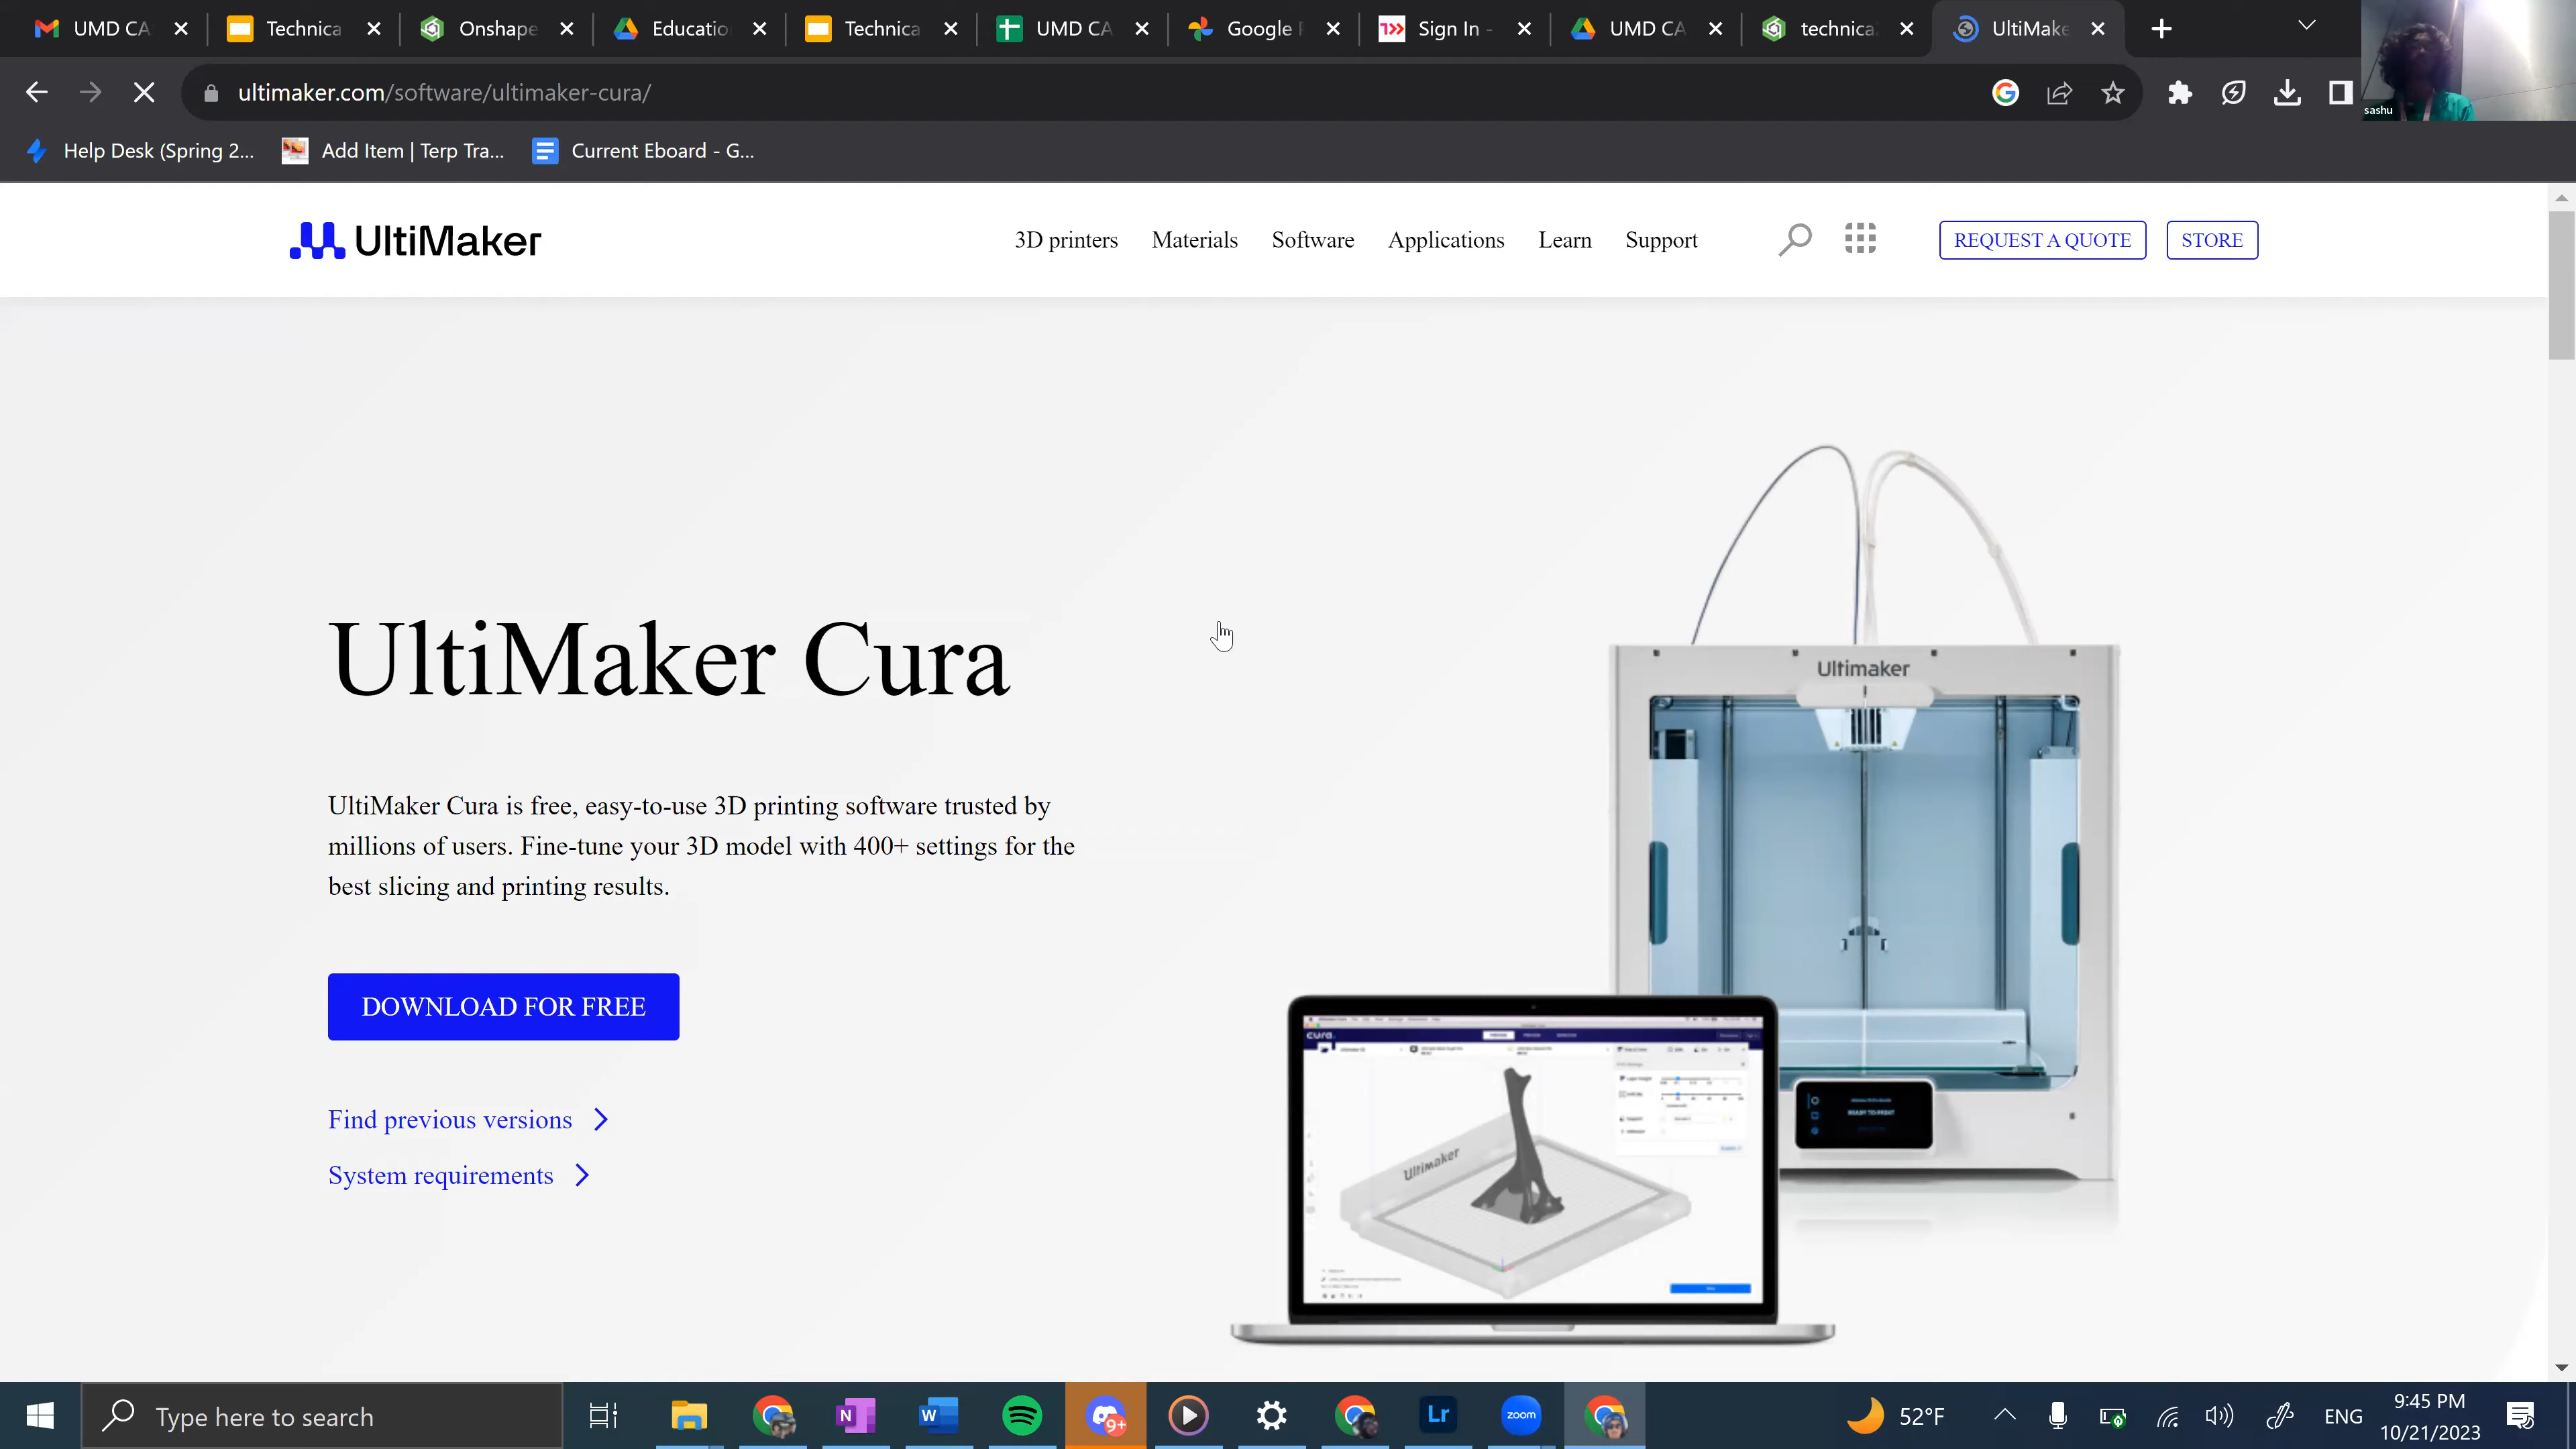 UMD CA
Technica
Onshape
Educatio
Technica
UMD CA
Google
Sign In -
UMD CA
technica
UltiMake
ultimaker.com/software/ultimaker-cura/
sashu
Help Desk (Spring 2...
Add Item | Terp Tra...
Current Eboard - G...
UltiMaker
3D printers
Materials
Software
Applications
Learn
Support
REQUEST A QUOTE
STORE
Ultimaker
UltiMaker Cura
UltiMaker Cura is free, easy-to-use 3D printing software trusted by
millions of users. Fine-tune your 3D model with 400+ settings for the
best slicing and printing results.
DOWNLOAD FOR FREE
cura
Ultimaker
READY TO PRINT
Find previous versions
System requirements
Type here to search
N
W
9+
Lr
zoom
52°F
ENG
9:45 PM
10/21/2023